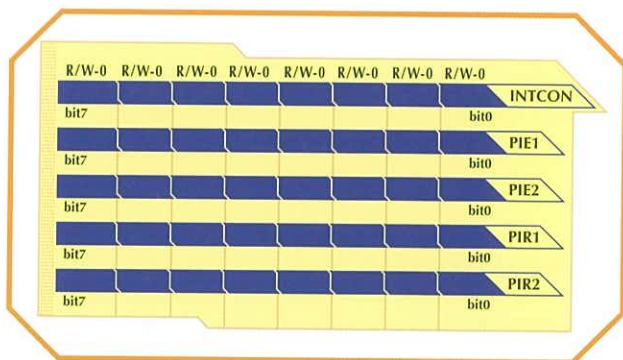 R/W-0 R/W-0 R/W-0 R/W-0 R/W-0 R/W-0 R/W-0 R/W-0
INTCON
bit7 bit0
PIE1
bit7 bit0
PIE2
bit7 bit0
PIR1
bit7 bit0
PIR2
bit7 bit0